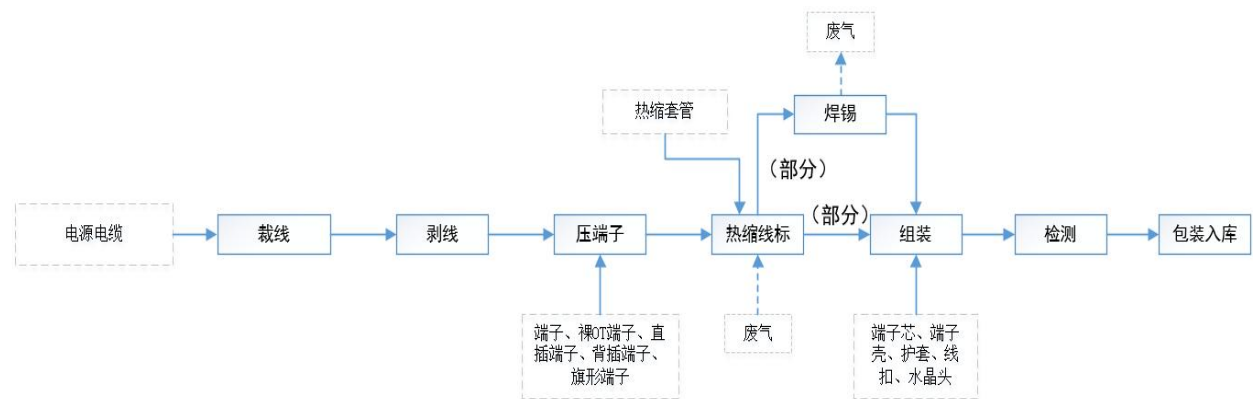 废气
热缩套管
焊锡
（部分）
（部分）
电源电缆
裁线
剥线
压端子
热缩线标
组装
检测
包装入库
端子、裸OT端子、直
插端子、背插端子、
旗形端子
废气
端子芯、端子
壳、护套、线
扣、水晶头